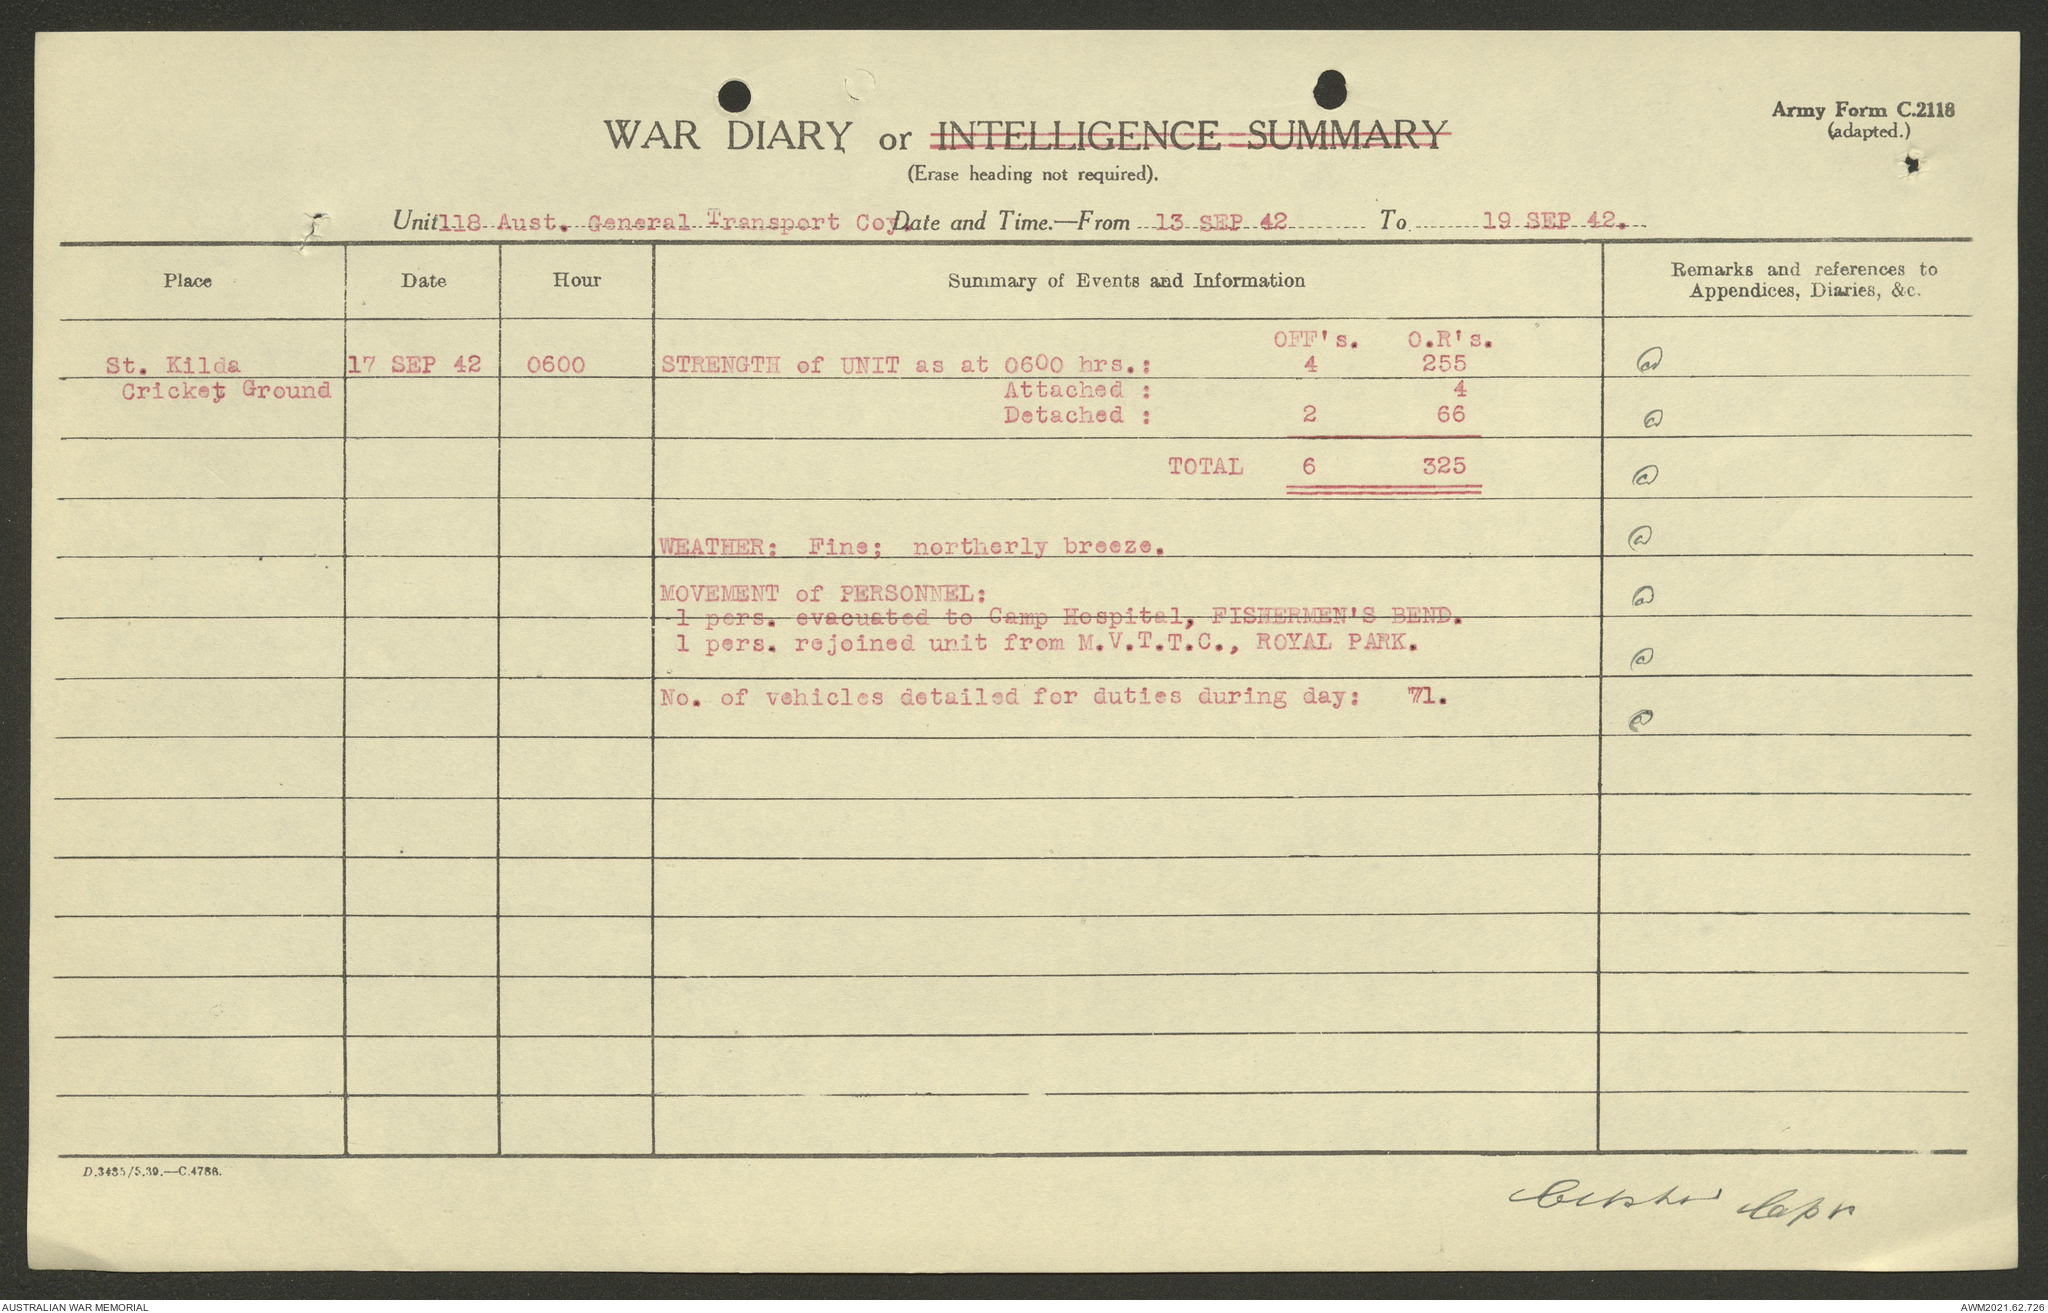 Army Form C.2118
(adapted.)
WAR DIARY or INTELLIGENCE SUMMARY
(Erase heading not required).
Unit 118 Aust. General Transport Coy. Date and Time.—From 13 SEP 42 To 19 SEP 42.
Place Date Hour Summary of Events and Information Remarks and references to
Appendices, Diaries, &c.
OFF's. O.R's.
St. Kilda 17 SEP 42 0600 STRENGTH of UNIT as at 0600 hrs.: 4 255
Cricket Ground Attached : 4
Detached : 2 66
TOTAL 6 325
WEATHER: Fine; northerly breeze.
MOVEMENT of PERSONNEL:
1 pers. evacuated to Camp Hospital, FISHERMEN'S BEND.
1 pers. rejoined unit from M.V.T.T.C., ROYAL PARK.
No. of vehicles detailed for duties during day: 71.
D.3485/5.39.—C.4788.
Capt
AUSTRALIAN WAR MEMORIAL
AWM2021.62.726